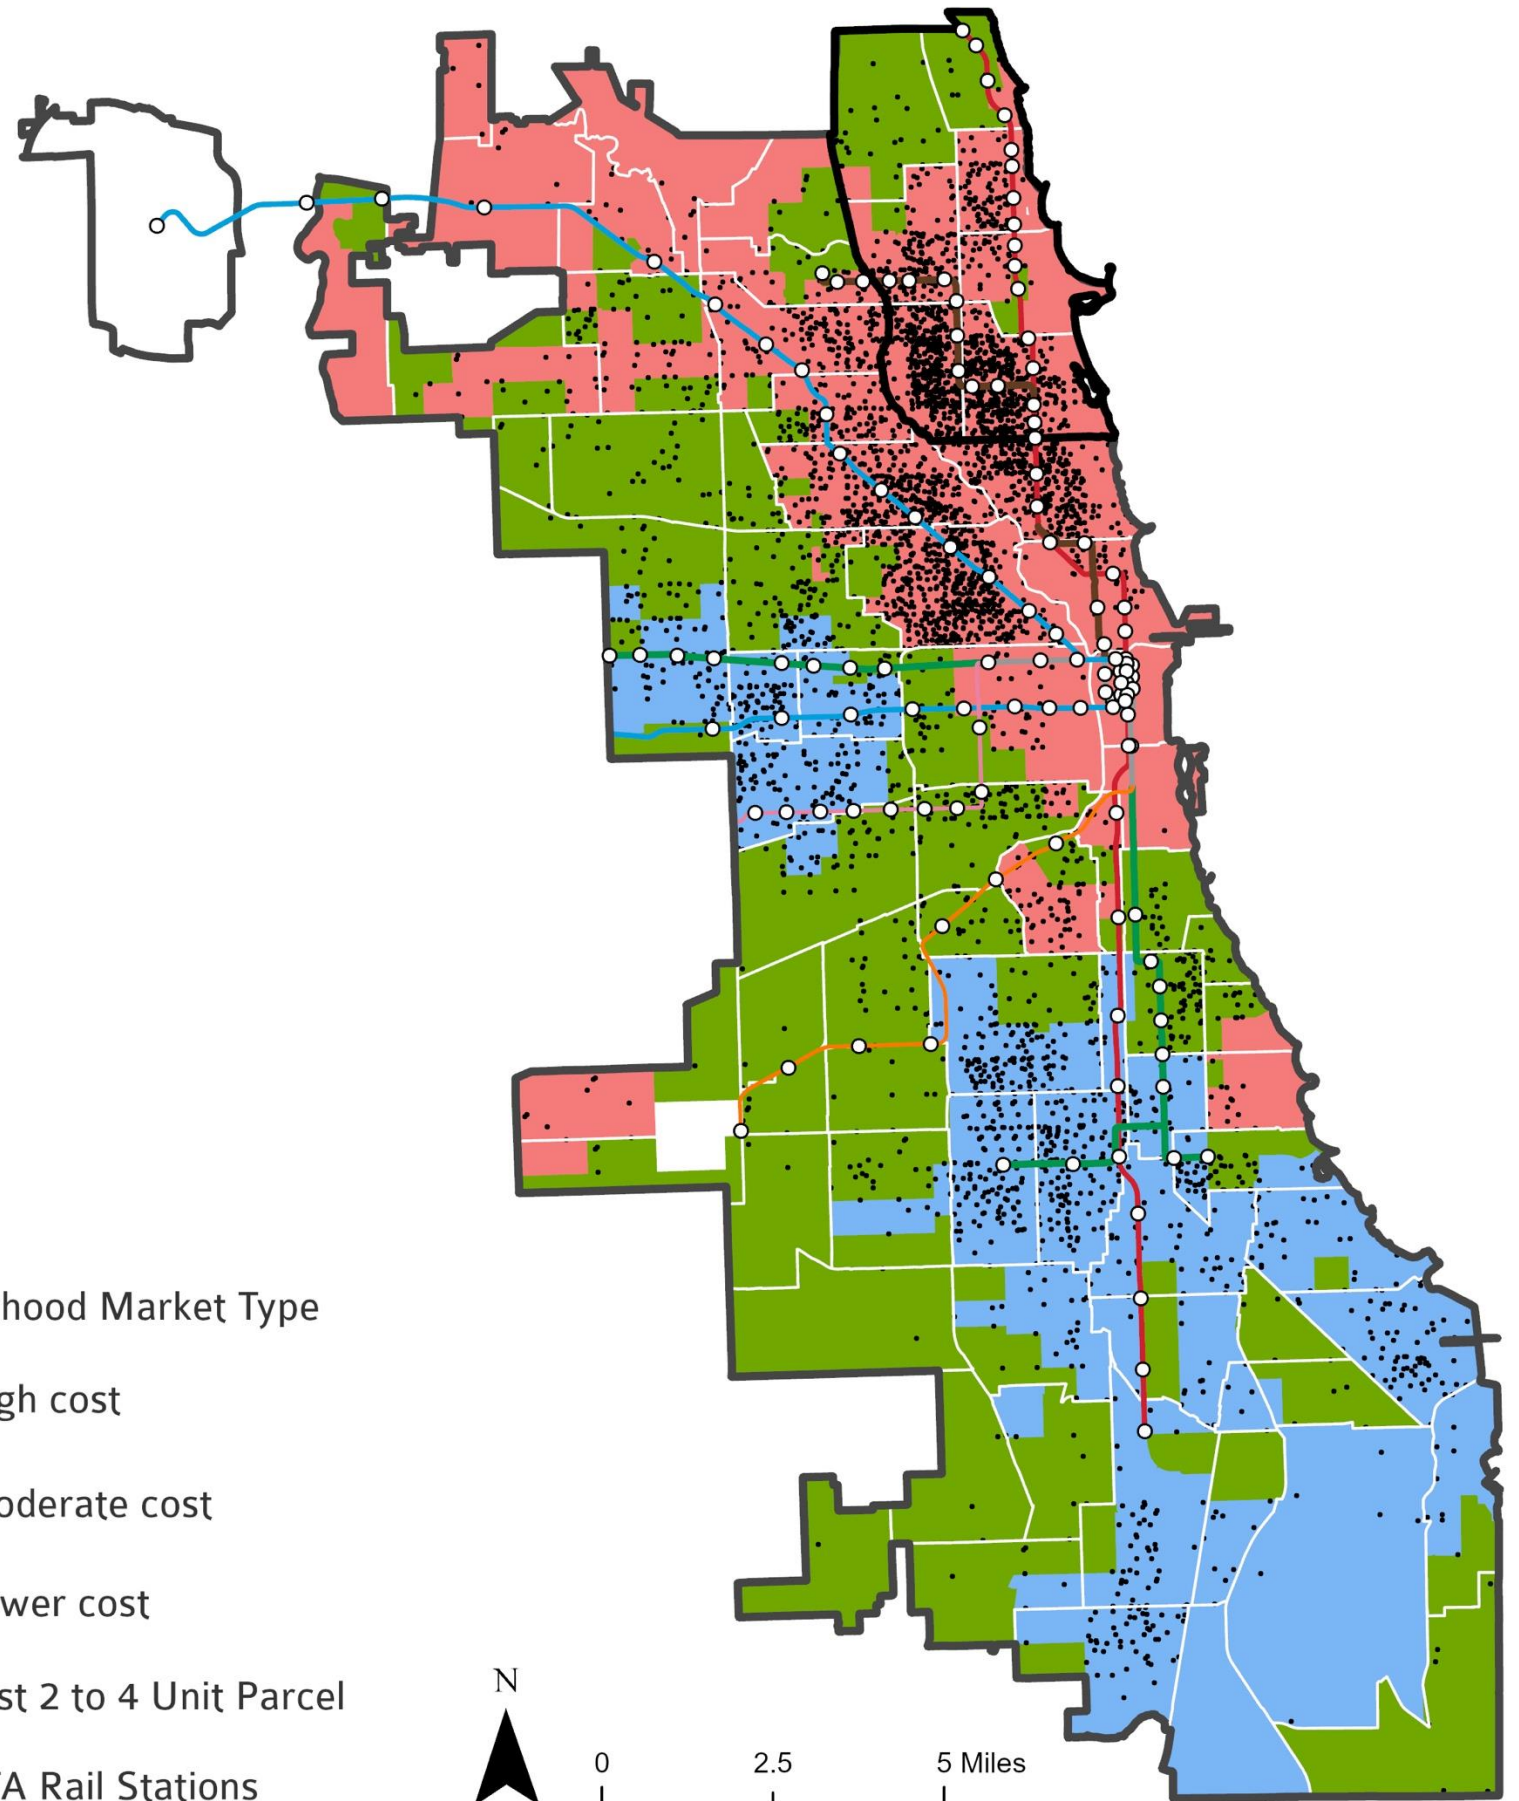 hood Market Type
gh cost
oderate cost
wer cost
st 2 to 4 Unit Parcel
A Rail Stations
N
0 2.5 5 Miles